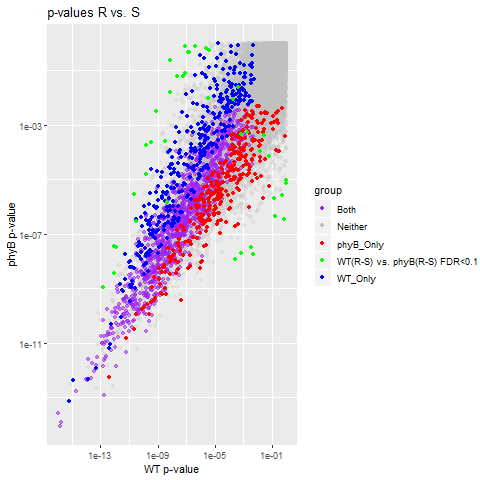 p-values R vs. S
1e-03
1e-07
1e-11
phyB p-value
1e-13
1e-09
1e-05
1e-01
WT p-value
group
Both
Neither
phyB_Only
WT(R-S) vs. phyB(R-S) FDR<0.1
WT_Only